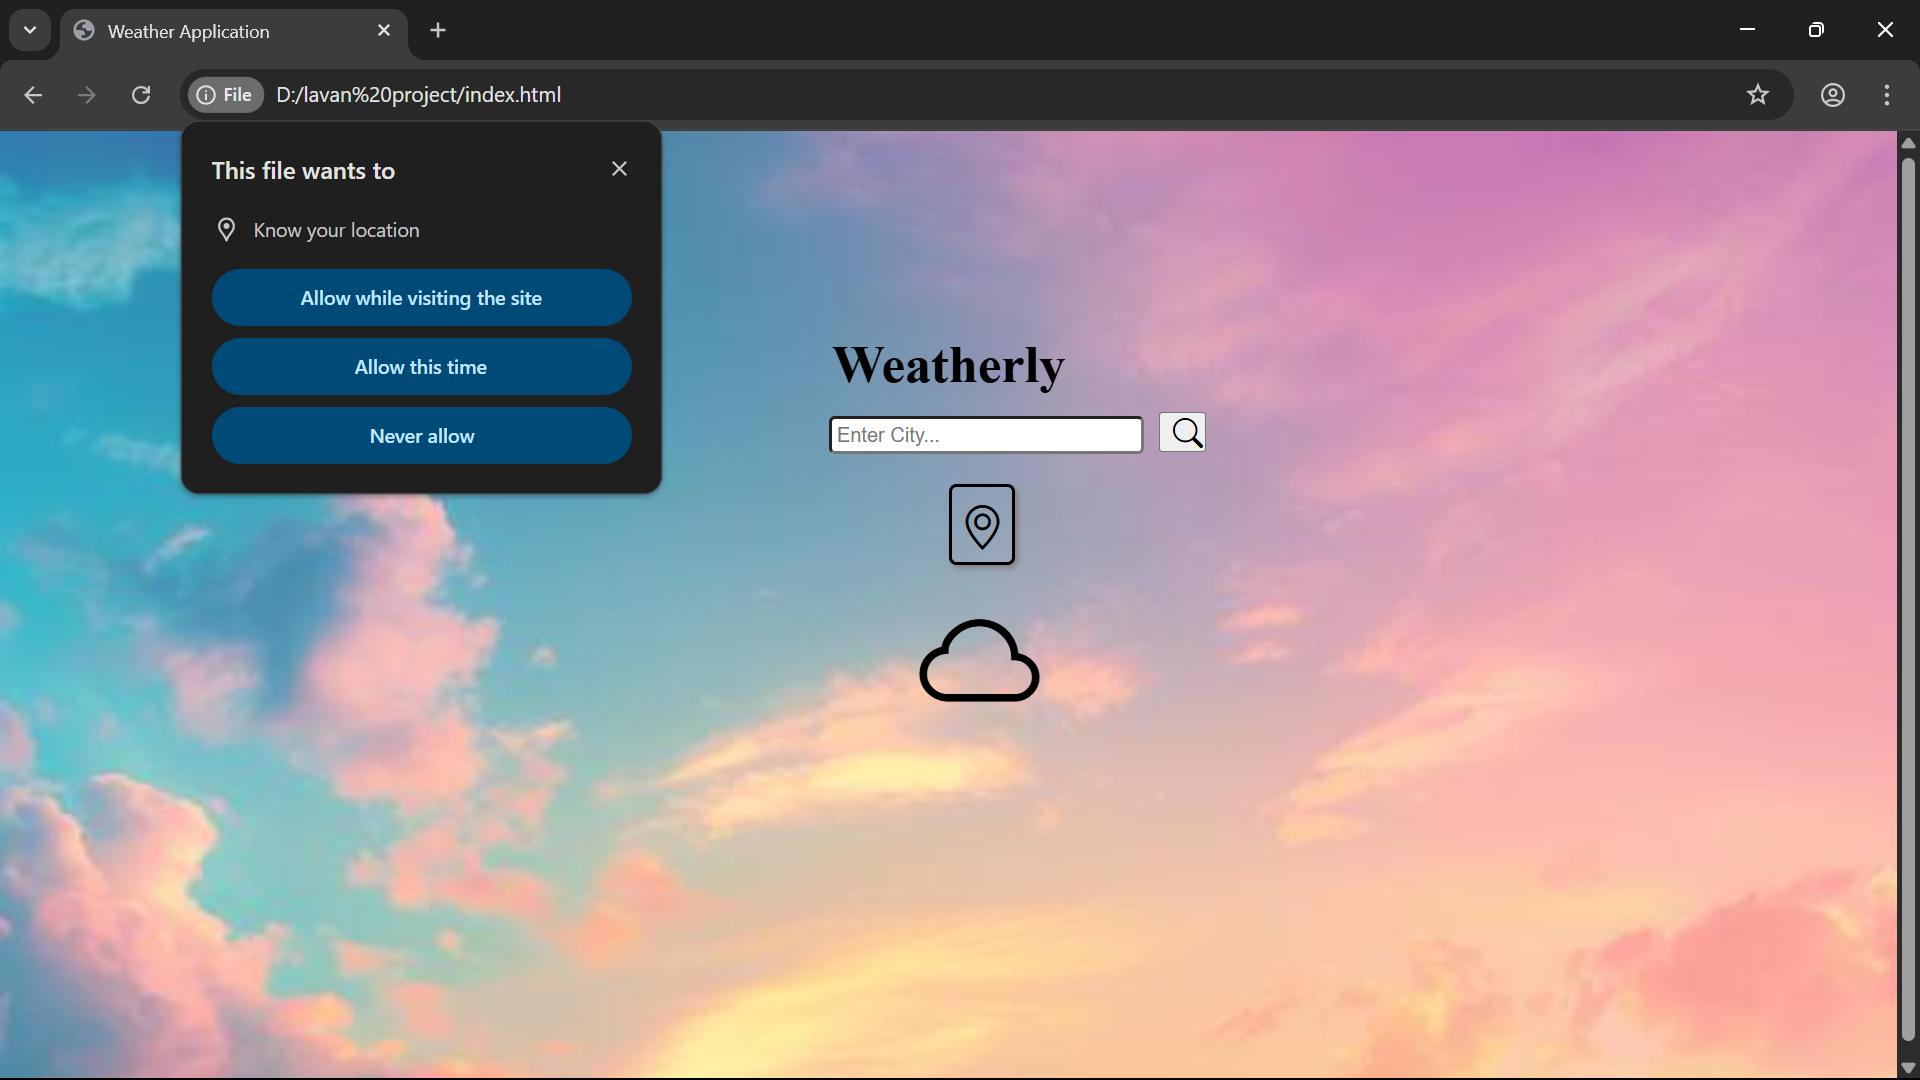 Weather Application
File
D:/lavan%20project/index.html
This file wants to
Know your location
Allow while visiting the site
Allow this time
Never allow
Weatherly
Enter City...